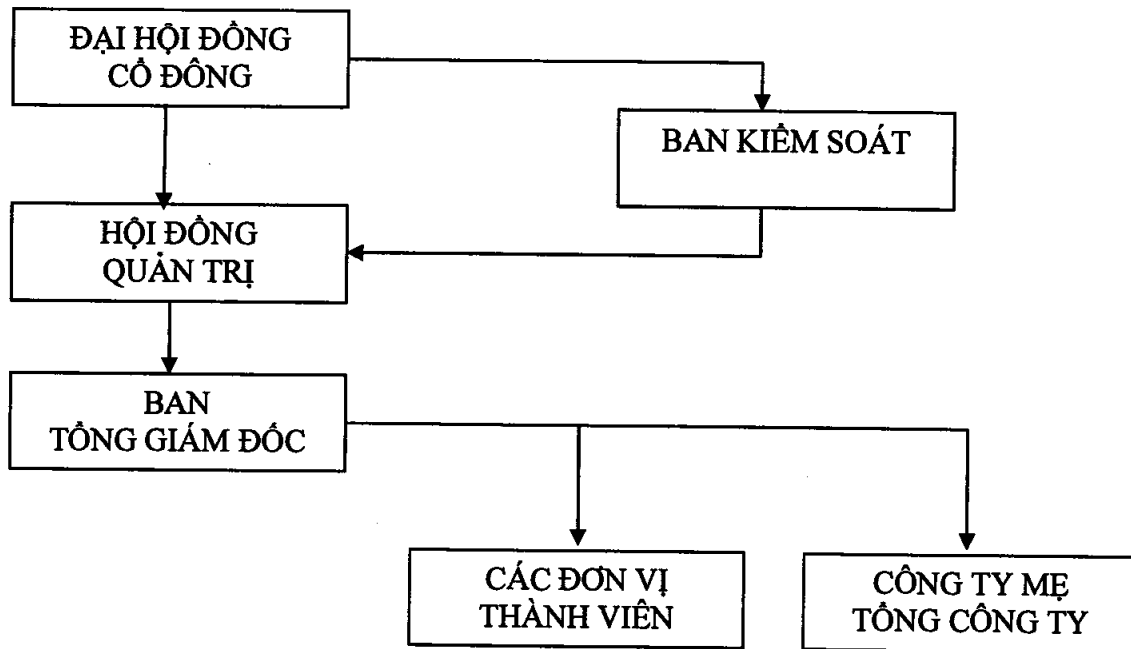 ĐẠI HỘI ĐỒNG
CỔ ĐÔNG
BAN KIỂM SOÁT
HỘI ĐỒNG
QUẢN TRỊ
BAN
TỔNG GIÁM ĐỐC
CÁC ĐƠN VỊ
THÀNH VIÊN
CÔNG TY MẸ
TỔNG CÔNG TY